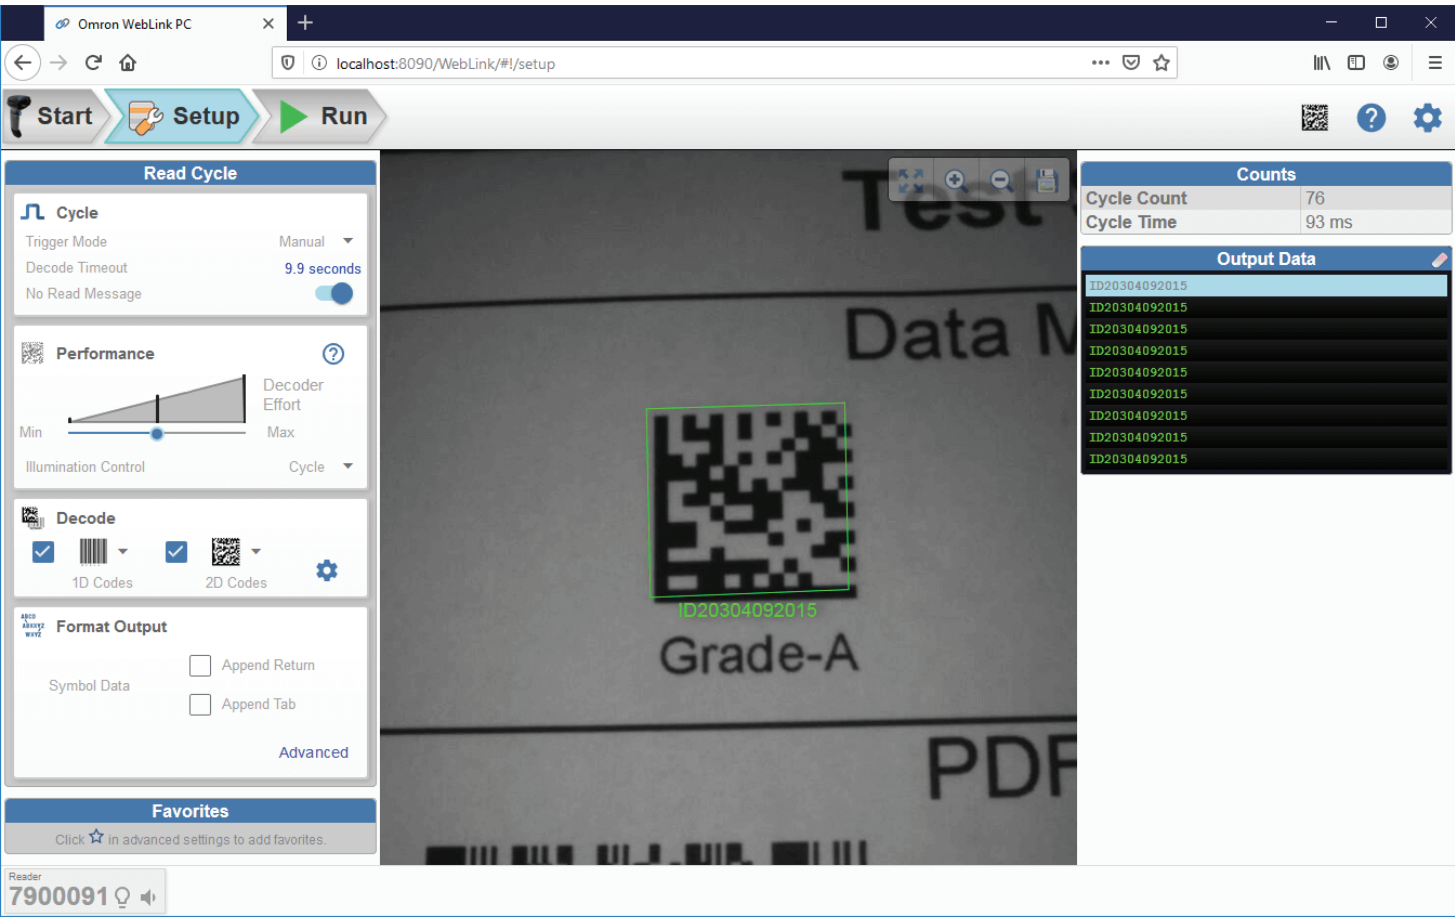 Omron WebLink PC
localhost:8090/WebLink/#!/setup
Start
Setup
Run
Read Cycle
Cycle
Trigger Mode Manual
Decode Timeout 9.9 seconds
No Read Message
Performance
Decoder
Effort
Min Max
Illumination Control Cycle
Decode
1D Codes 2D Codes
ABCD
WXYZ
Format Output
Symbol Data
Append Return
Append Tab
Advanced
Favorites
Click in advanced settings to add favorites.
Reader
7900091
Test
Data M
ID20304092015
Grade-A
PDF
Counts
Cycle Count 76
Cycle Time 93 ms
Output Data
ID20304092015
ID20304092015
ID20304092015
ID20304092015
ID20304092015
ID20304092015
ID20304092015
ID20304092015
ID20304092015